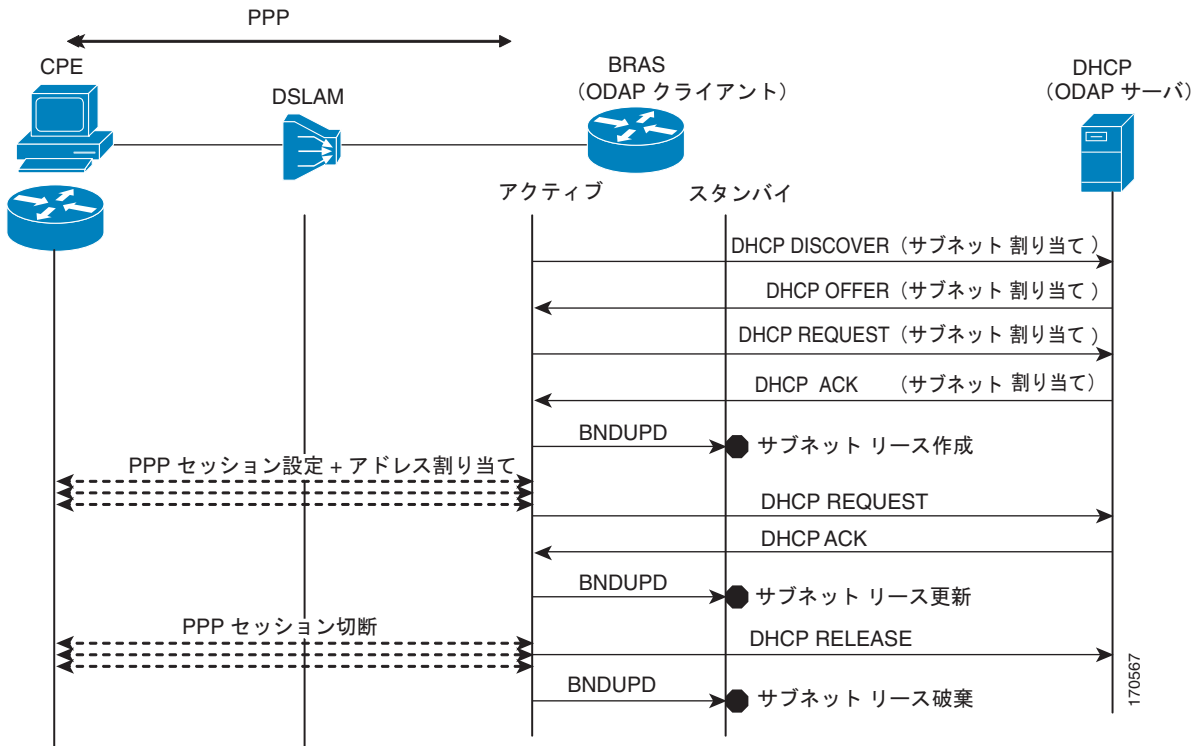 PPP
CPE
DSLAM
BRAS
(ODAP クライアント)
DHCP
(ODAP サーバ)
アクティブ
スタンバイ
DHCP DISCOVER (サブネット 割り当て )
DHCP OFFER (サブネット 割り当て )
DHCP REQUEST (サブネット 割り当て )
DHCP ACK (サブネット 割り当て)
BNDUPD
サブネット リース作成
PPP セッション設定 + アドレス割り当て
DHCP REQUEST
DHCP ACK
BNDUPD
サブネット リース更新
PPP セッション切断
DHCP RELEASE
BNDUPD
サブネット リース破棄
170567